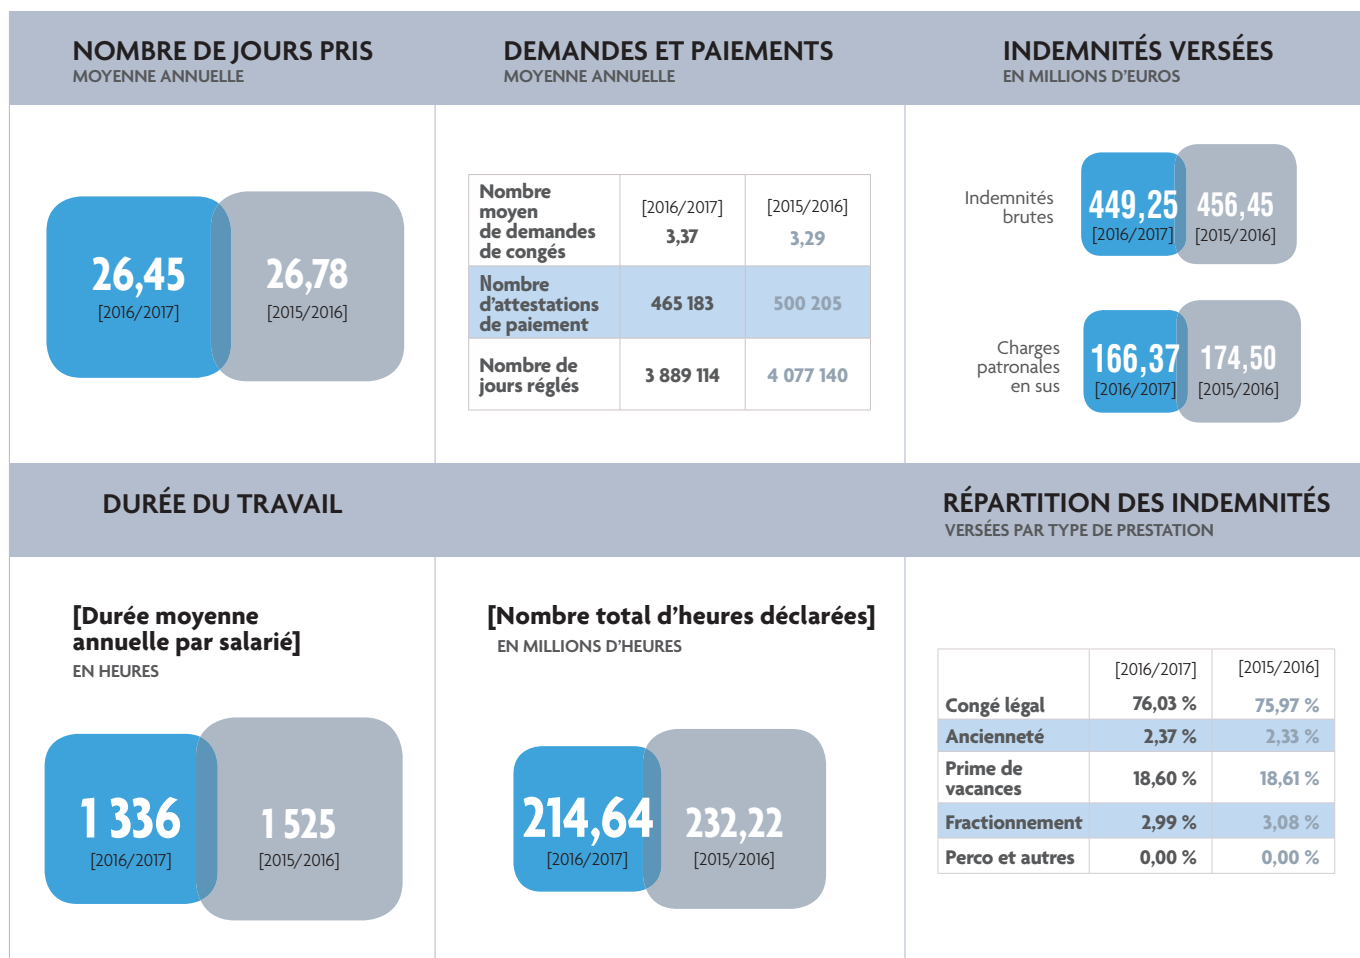 NOMBRE DE JOURS PRIS
MOYENNE ANNUELLE
26,45
[2016/2017]
26,78
[2015/2016]
DEMANDES ET PAIEMENTS
MOYENNE ANNUELLE
Nombre
moyen
de demandes
de congés
[2016/2017]
3,37
[2015/2016]
3,29
Nombre
d’attestations
de paiement
465 183
500 205
Nombre de
jours réglés
3 889 114
4 077 140
INDEMNITÉS VERSÉES
EN MILLIONS D’EUROS
Indemnités
brutes
449,25
[2016/2017]
456,45
[2015/2016]
Charges
patronales
en sus
166,37
[2016/2017]
174,50
[2015/2016]
DURÉE DU TRAVAIL
[Durée moyenne
annuelle par salarié]
EN HEURES
1 336
[2016/2017]
1 525
[2015/2016]
[Nombre total d’heures déclarées]
EN MILLIONS D’HEURES
214,64
[2016/2017]
232,22
[2015/2016]
RÉPARTITION DES INDEMNITÉS
VERSÉES PAR TYPE DE PRESTATION
[2016/2017] [2015/2016]
Congé légal 76,03 % 75,97 %
Ancienneté 2,37 % 2,33 %
Prime de
vacances 18,60 % 18,61 %
Fractionnement 2,99 % 3,08 %
Perco et autres 0,00 % 0,00 %